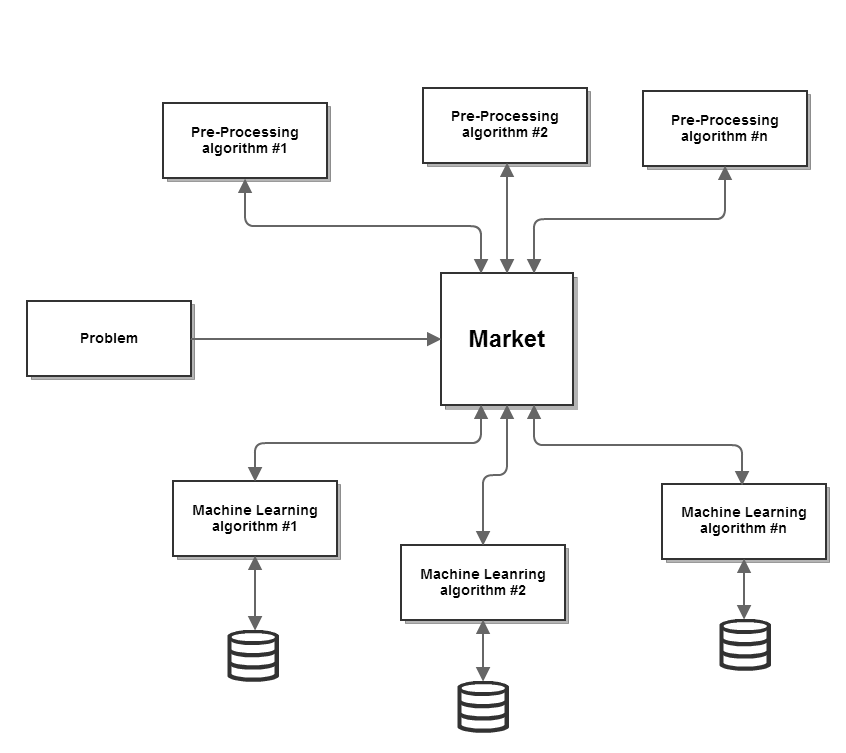 Pre-Processing
algorithm #1
Pre-Processing
algorithm #2
Pre-Processing
algorithm #n
Problem
Market
Machine Learning
algorithm #1
Machine Leanring
algorithm #2
Machine Learning
algorithm #n